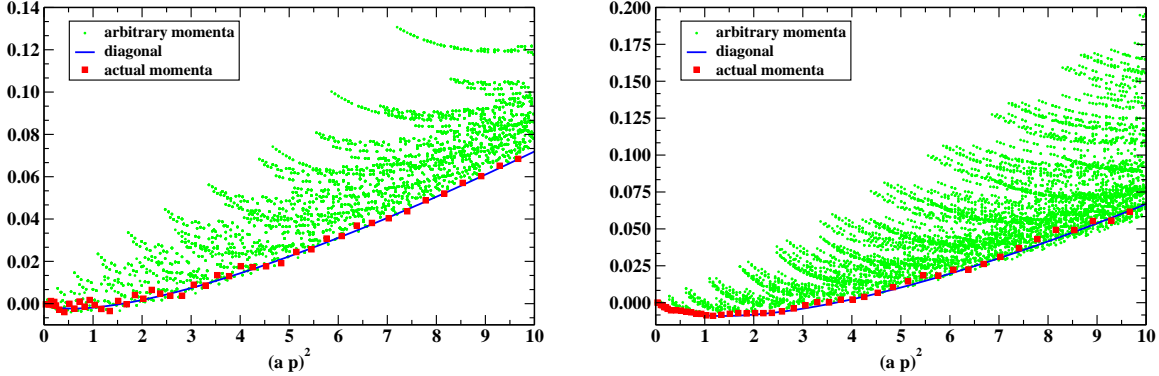 0.14
0.12
0.10
0.08
0.06
0.04
0.02
0.00
arbitrary momenta
diagonal
actual momenta
0 1 2 3 4 5 6 7 8 9 10
(a p)²
0.200
0.175
0.150
0.125
0.100
0.075
0.050
0.025
0.000
arbitrary momenta
diagonal
actual momenta
0 1 2 3 4 5 6 7 8 9 10
(a p)²